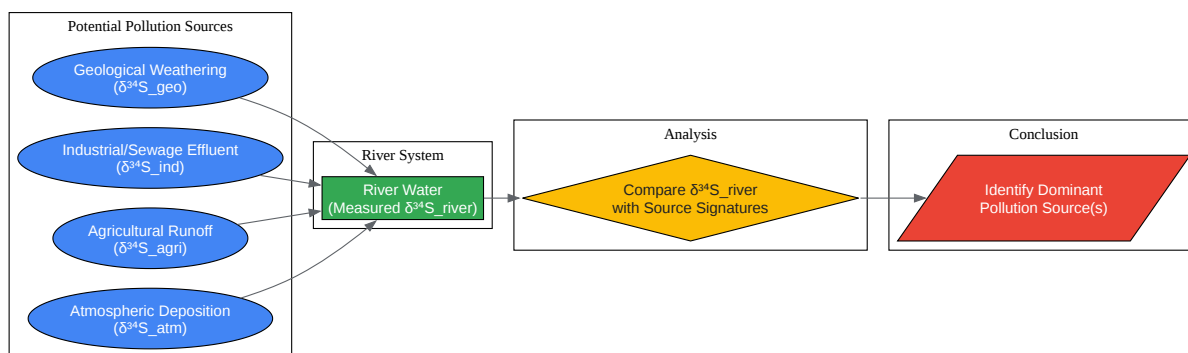 Potential Pollution Sources
Geological Weathering
(δ³⁴S_geo)
Industrial/Sewage Effluent
(δ³⁴S_ind)
Agricultural Runoff
(δ³⁴S_agri)
Atmospheric Deposition
(δ³⁴S_atm)
River System
River Water
(Measured δ³⁴S_river)
Analysis
Compare δ³⁴S_river
with Source Signatures
Conclusion
Identify Dominant
Pollution Source(s)